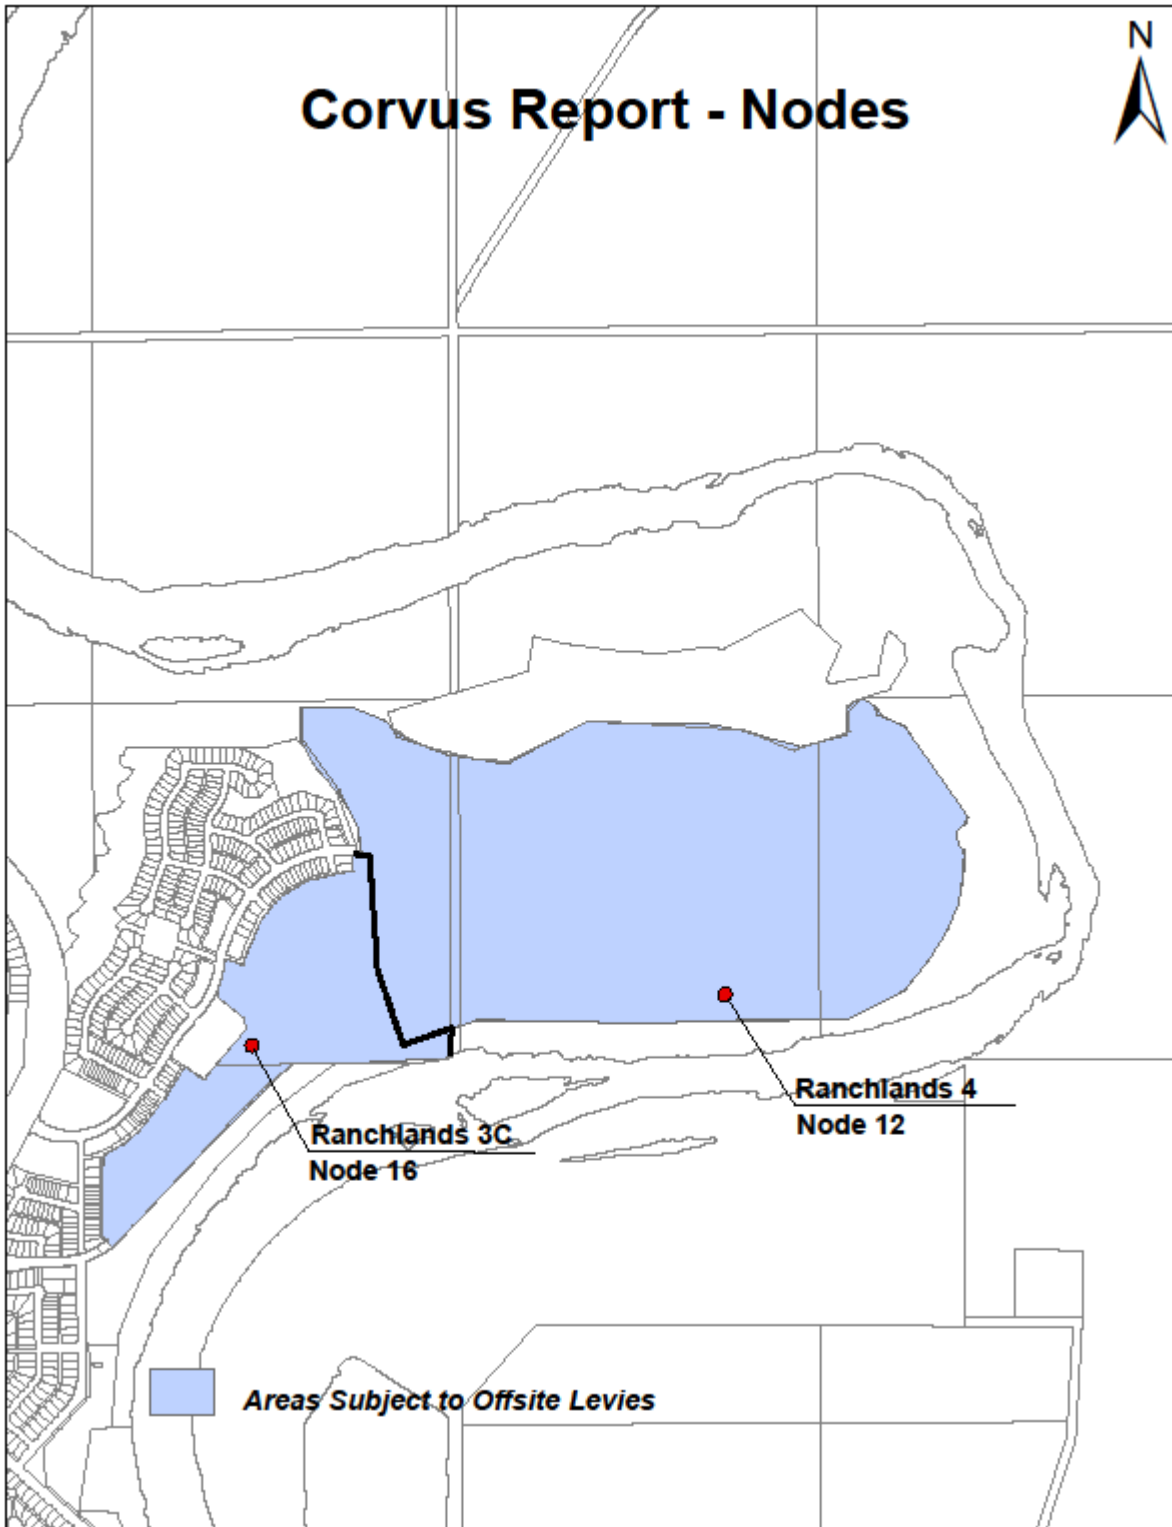 N
Corvus Report - Nodes
Ranchlands 4
Node 12
Ranchlands 3C
Node 16
Areas Subject to Offsite Levies